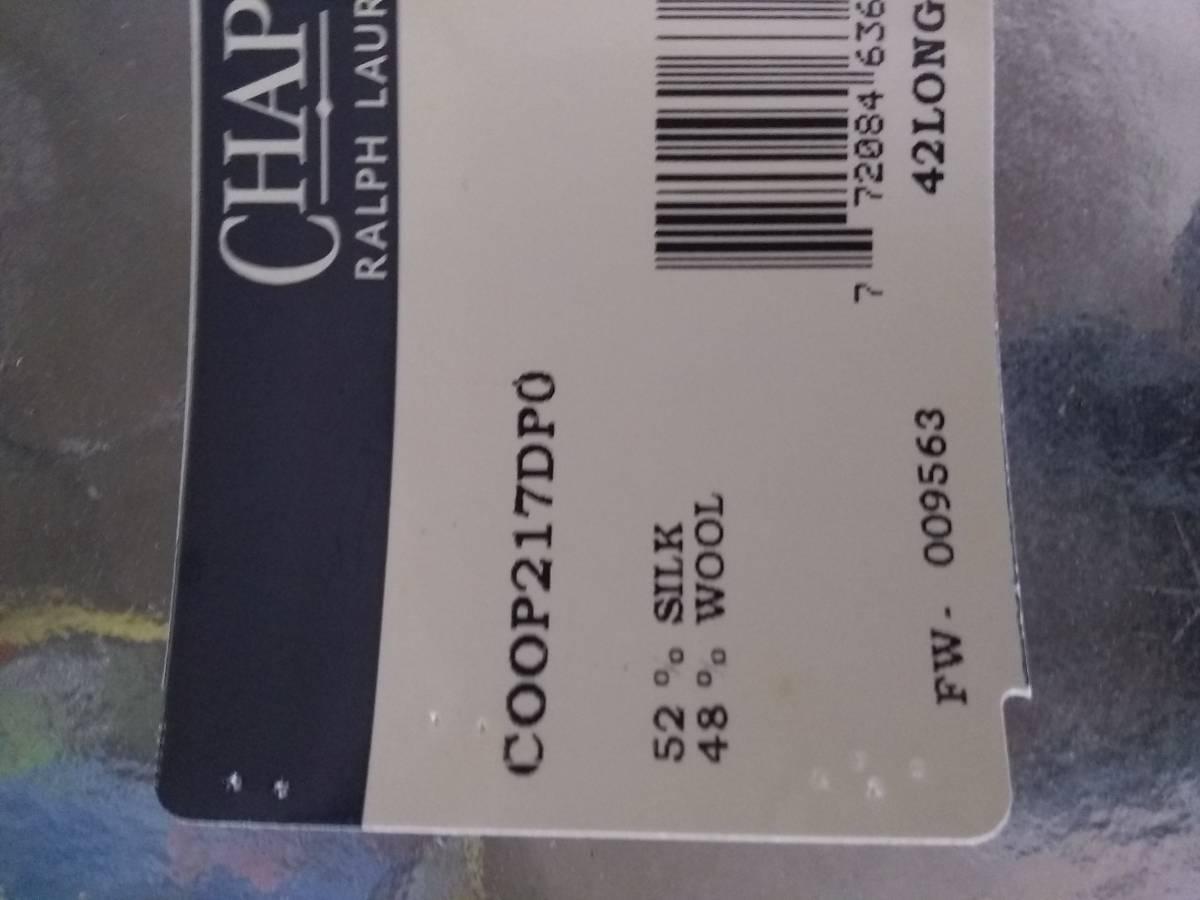 CHAP
RALPH LAUR
COOP217DP0
52 % SILK
48 % WOOL
7 72084 636
FW- 009563
42LONG